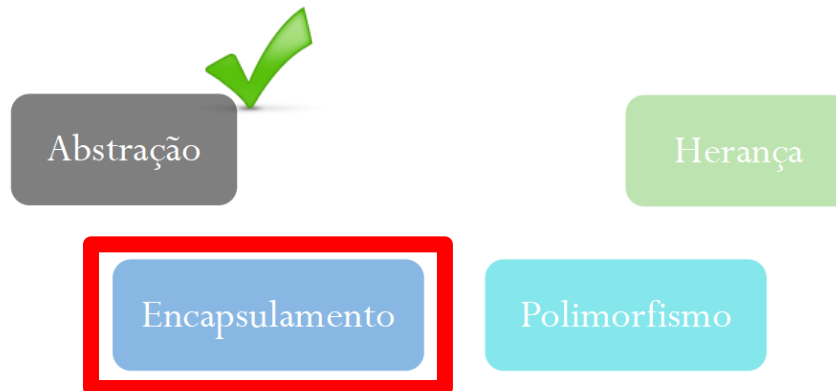 Abstração
Herança
Encapsulamento
Polimorfismo